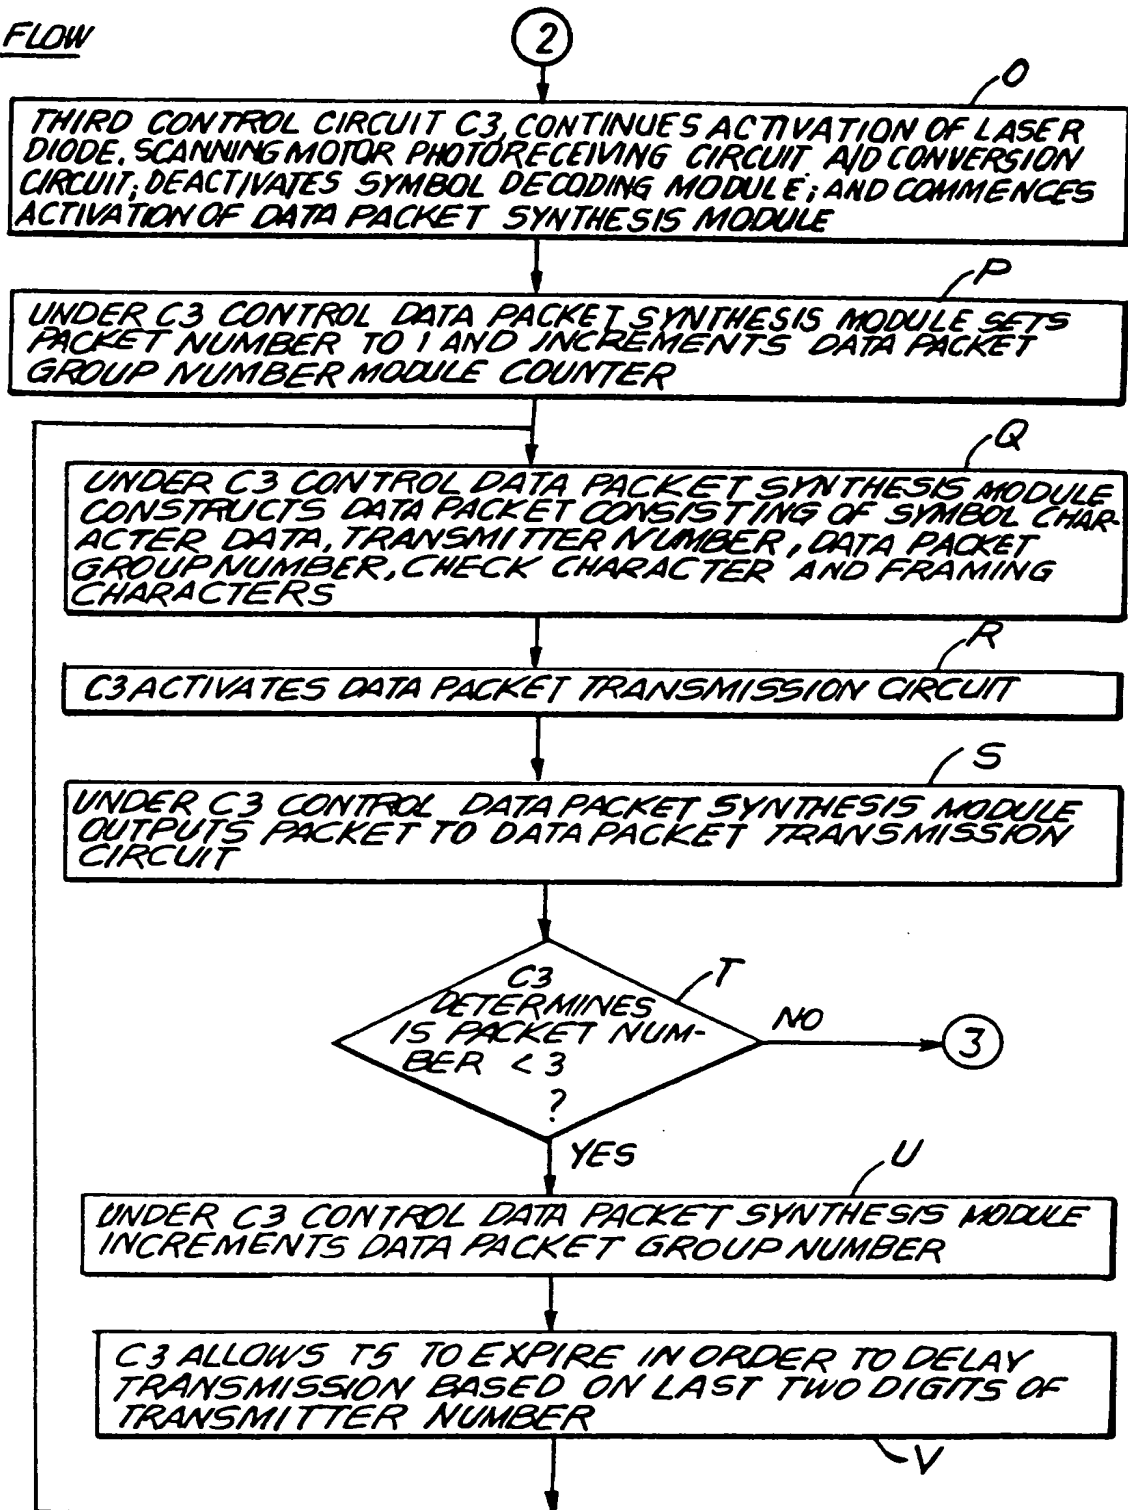 FLOW
2
O
THIRD CONTROL CIRCUIT C3, CONTINUES ACTIVATION OF LASER
DIODE, SCANNING MOTOR PHOTORECEIVING CIRCUIT A/D CONVERSION
CIRCUIT; DEACTIVATES SYMBOL DECODING MODULE; AND COMMENCES
ACTIVATION OF DATA PACKET SYNTHESIS MODULE
P
UNDER C3 CONTROL DATA PACKET SYNTHESIS MODULE SETS
PACKET NUMBER TO 1 AND INCREMENTS DATA PACKET
GROUP NUMBER MODULE COUNTER
Q
UNDER C3 CONTROL DATA PACKET SYNTHESIS MODULE
CONSTRUCTS DATA PACKET CONSISTING OF SYMBOL CHAR-
ACTER DATA, TRANSMITTER NUMBER, DATA PACKET
GROUP NUMBER, CHECK CHARACTER AND FRAMING
CHARACTERS
R
C3 ACTIVATES DATA PACKET TRANSMISSION CIRCUIT
S
UNDER C3 CONTROL DATA PACKET SYNTHESIS MODULE
OUTPUTS PACKET TO DATA PACKET TRANSMISSION
CIRCUIT
T
C3
DETERMINES
IS PACKET NUM-
BER < 3
?
NO
3
YES
U
UNDER C3 CONTROL DATA PACKET SYNTHESIS MODULE
INCREMENTS DATA PACKET GROUP NUMBER
C3 ALLOWS T5 TO EXPIRE IN ORDER TO DELAY
TRANSMISSION BASED ON LAST TWO DIGITS OF
TRANSMITTER NUMBER
V